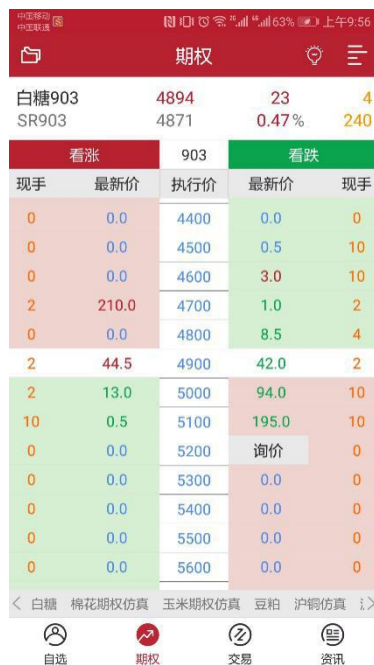 中国移动
中国联通 63% 上午9:56
期权
白糖903 4894 23 4
SR903 4871 0.47% 240
看涨 903 看跌
现手 最新价 执行价 最新价 现手
0 0.0 4400 0.0 0
0 0.0 4500 0.5 10
0 0.0 4600 3.0 10
2 210.0 4700 1.0 2
0 0.0 4800 8.5 4
2 44.5 4900 42.0 2
2 13.0 5000 94.0 10
10 0.5 5100 195.0 10
0 0.0 5200 询价 0
0 0.0 5300 0.0 0
0 0.0 5400 0.0 0
0 0.0 5500 0.0 0
0 0.0 5600 0.0 0
白糖 棉花期权仿真 玉米期权仿真 豆粕 沪铜仿真
自选 期权 交易 资讯